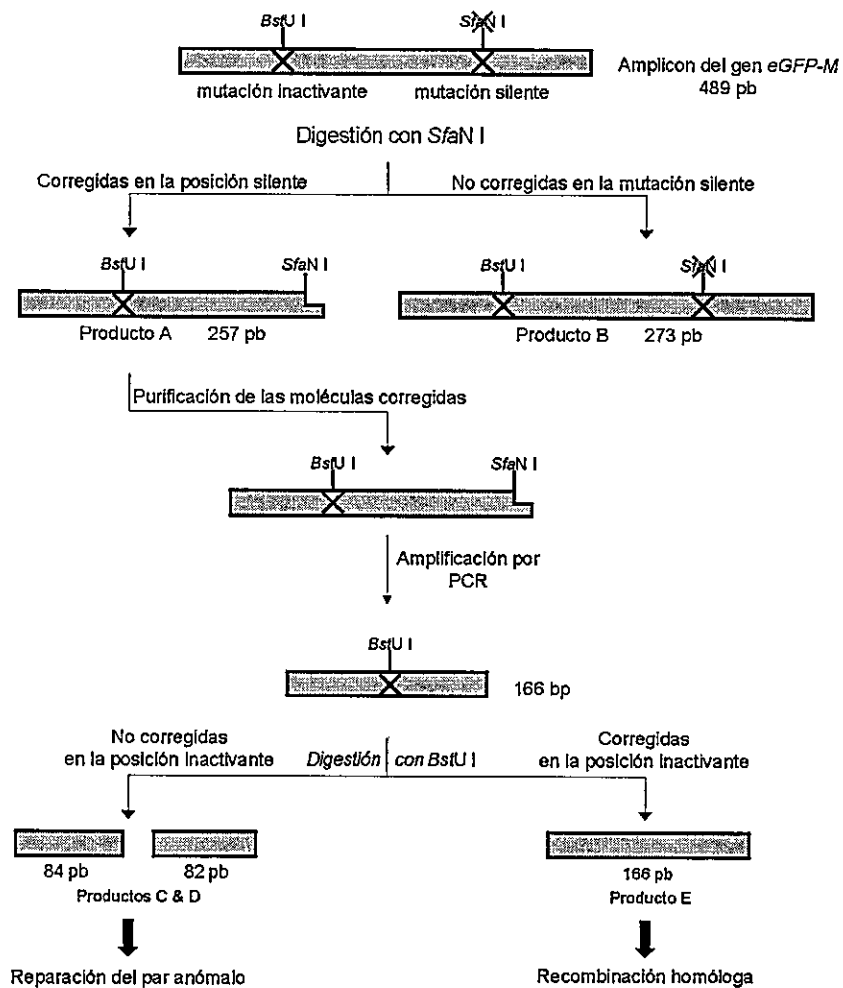 BstU I
SfaN I
Amplicon del gen eGFP-M
489 pb
mutación inactivante
mutación silente
Digestión con SfaN I
Corregidas en la posición silente
No corregidas en la mutación silente
BstU I
SfaN I
BstU I
SfaN I
Producto A 257 pb
Producto B 273 pb
Purificación de las moléculas corregidas
BstU I
SfaN I
Amplificación por
PCR
BstU I
166 bp
No corregidas
en la posición inactivante
Digestión con BstU I
Corregidas
en la posición inactivante
84 pb
82 pb
Productos C & D
166 pb
Producto E
Reparación del par anómalo
Recombinación homóloga